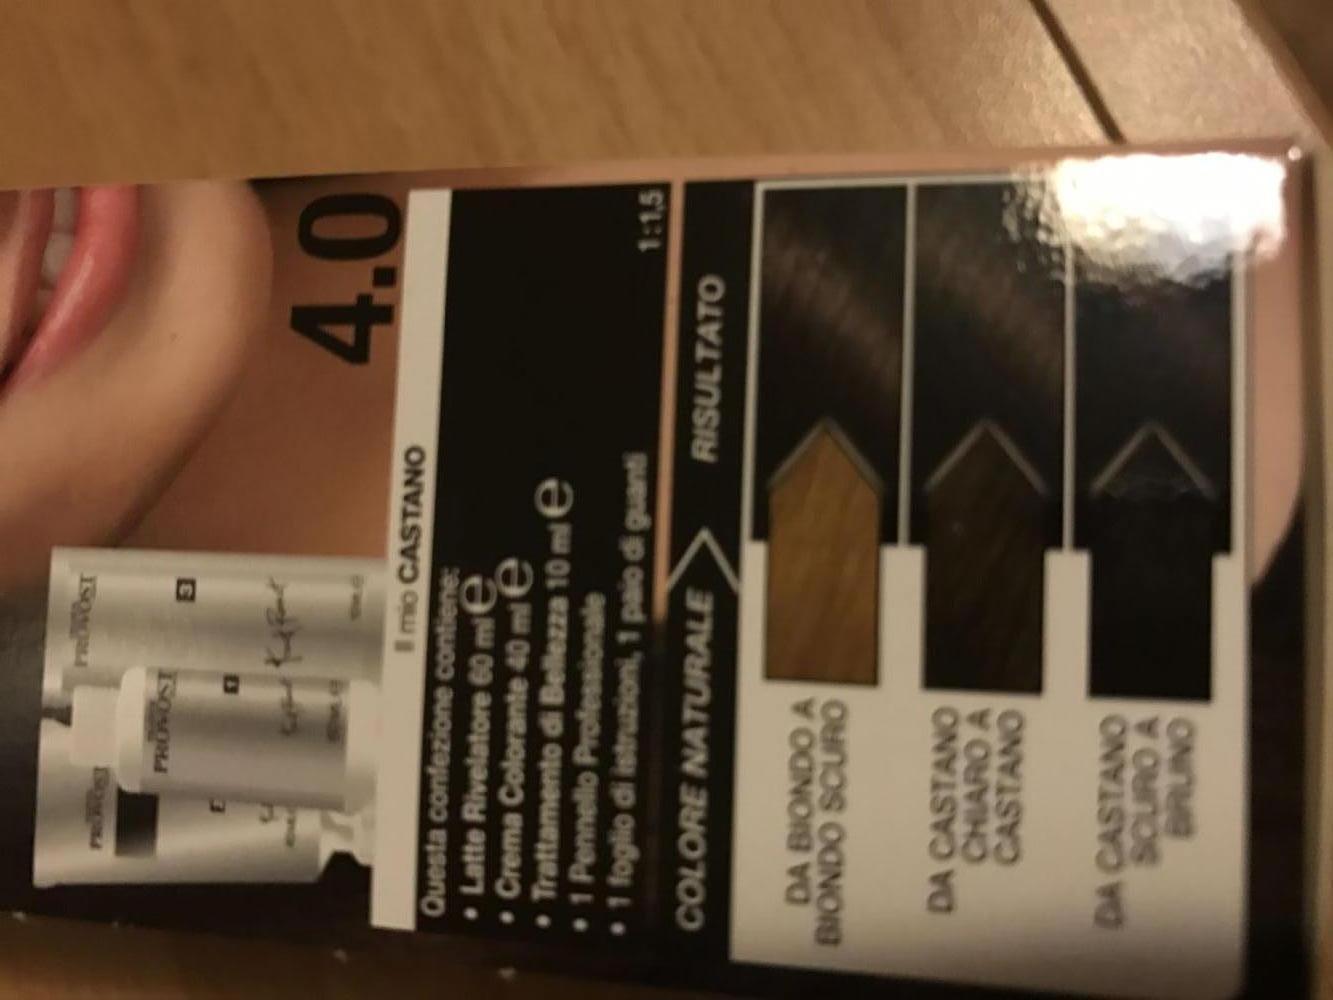 4.0
Il mio CASTANO
Questa confezione contiene:
• Latte Rivelatore 60 ml ℮
• Crema Colorante 40 ml ℮
• Trattamento di Bellezza 10 ml ℮
• 1 Pennello Professionale
• 1 foglio di istruzioni, 1 paio di guanti
1:1,5
COLORE NATURALE
RISULTATO
DA BIONDO A
BIONDO SCURO
DA CASTANO
CHIARO A
CASTANO
DA CASTANO
SCURO A
BRUNO
PROVOST
3
PROVOST
1
PROVOST